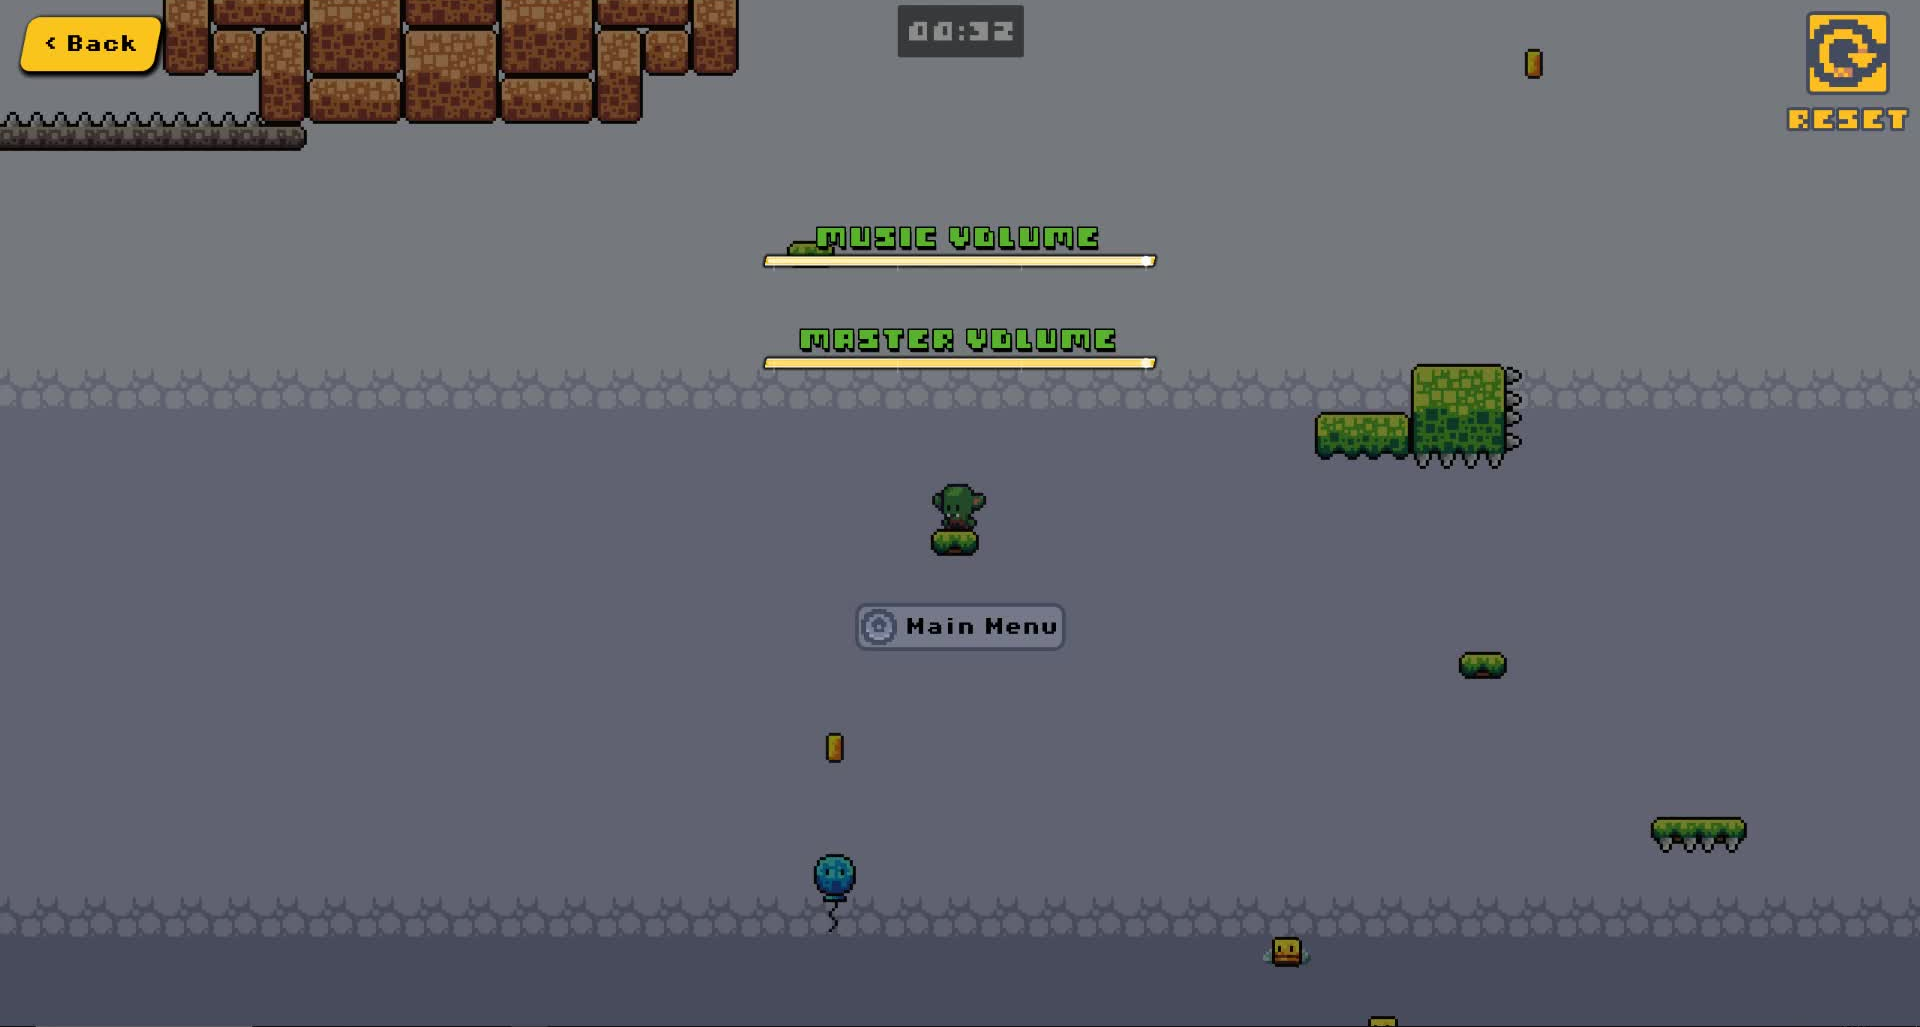 < Back
00:32
RESET
MUSIC VOLUME
MASTER VOLUME
Main Menu